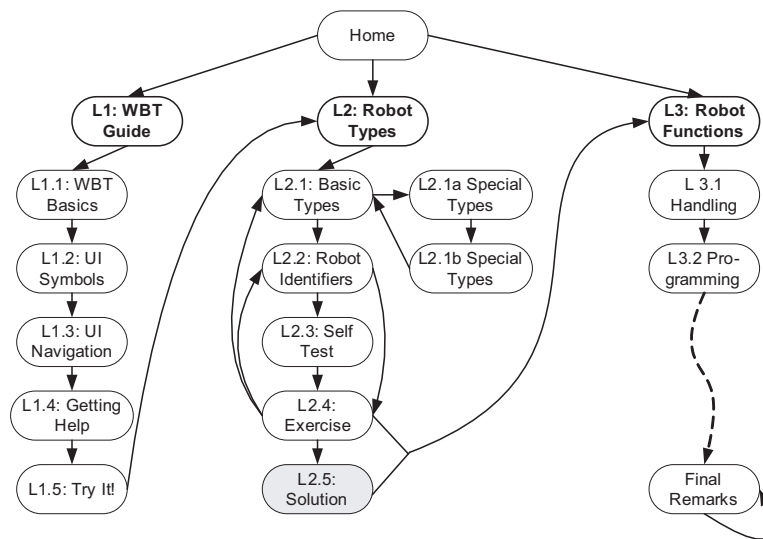 Home
L1: WBT
Guide
L2: Robot
Types
L3: Robot
Functions
L1.1: WBT
Basics
L2.1: Basic
Types
L2.1a Special
Types
L 3.1
Handling
L1.2: UI
Symbols
L2.2: Robot
Identifiers
L2.1b Special
Types
L3.2 Pro-
gramming
L1.3: UI
Navigation
L2.3: Self
Test
L1.4: Getting
Help
L2.4:
Exercise
L1.5: Try It!
L2.5:
Solution
Final
Remarks